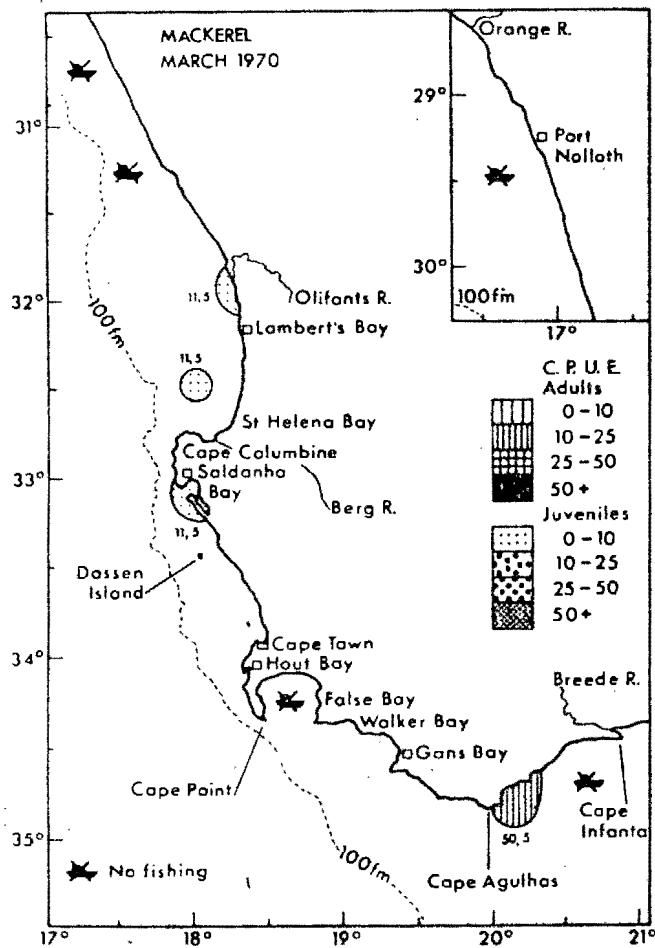 MACKEREL
MARCH 1970
Orange R.
29°
Port
Nolloth
30°
100fm
17°
31°
11,5
Olifants R.
32°
100fm
Lambert's Bay
11,5
C. P. U. E.
Adults
0-10
10-25
25-50
50+
Juveniles
0-10
10-25
25-50
50+
St Helena Bay
Cape Columbine
33°
Saldanha
Bay
Berg R.
11,5
Dassen
Island
Cape Town
34°
Hout Bay
Breede R.
False Bay
Walker Bay
Gans Bay
Cape Point
Cape
Infanta
35°
50,5
100fm
No fishing
Cape Agulhas
17°
18°
19°
20°
21°